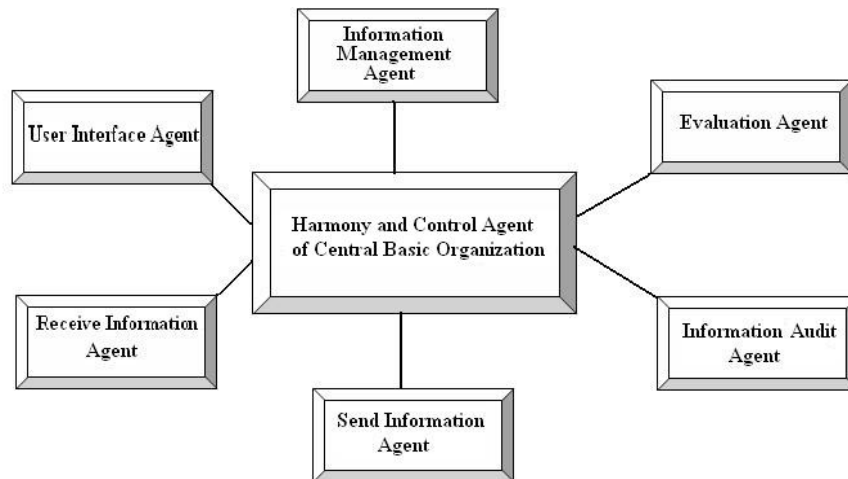 Information
Management
Agent
User Interface Agent
Evaluation Agent
Harmony and Control Agent
of Central Basic Organization
Receive Information
Agent
Information Audit
Agent
Send Information
Agent